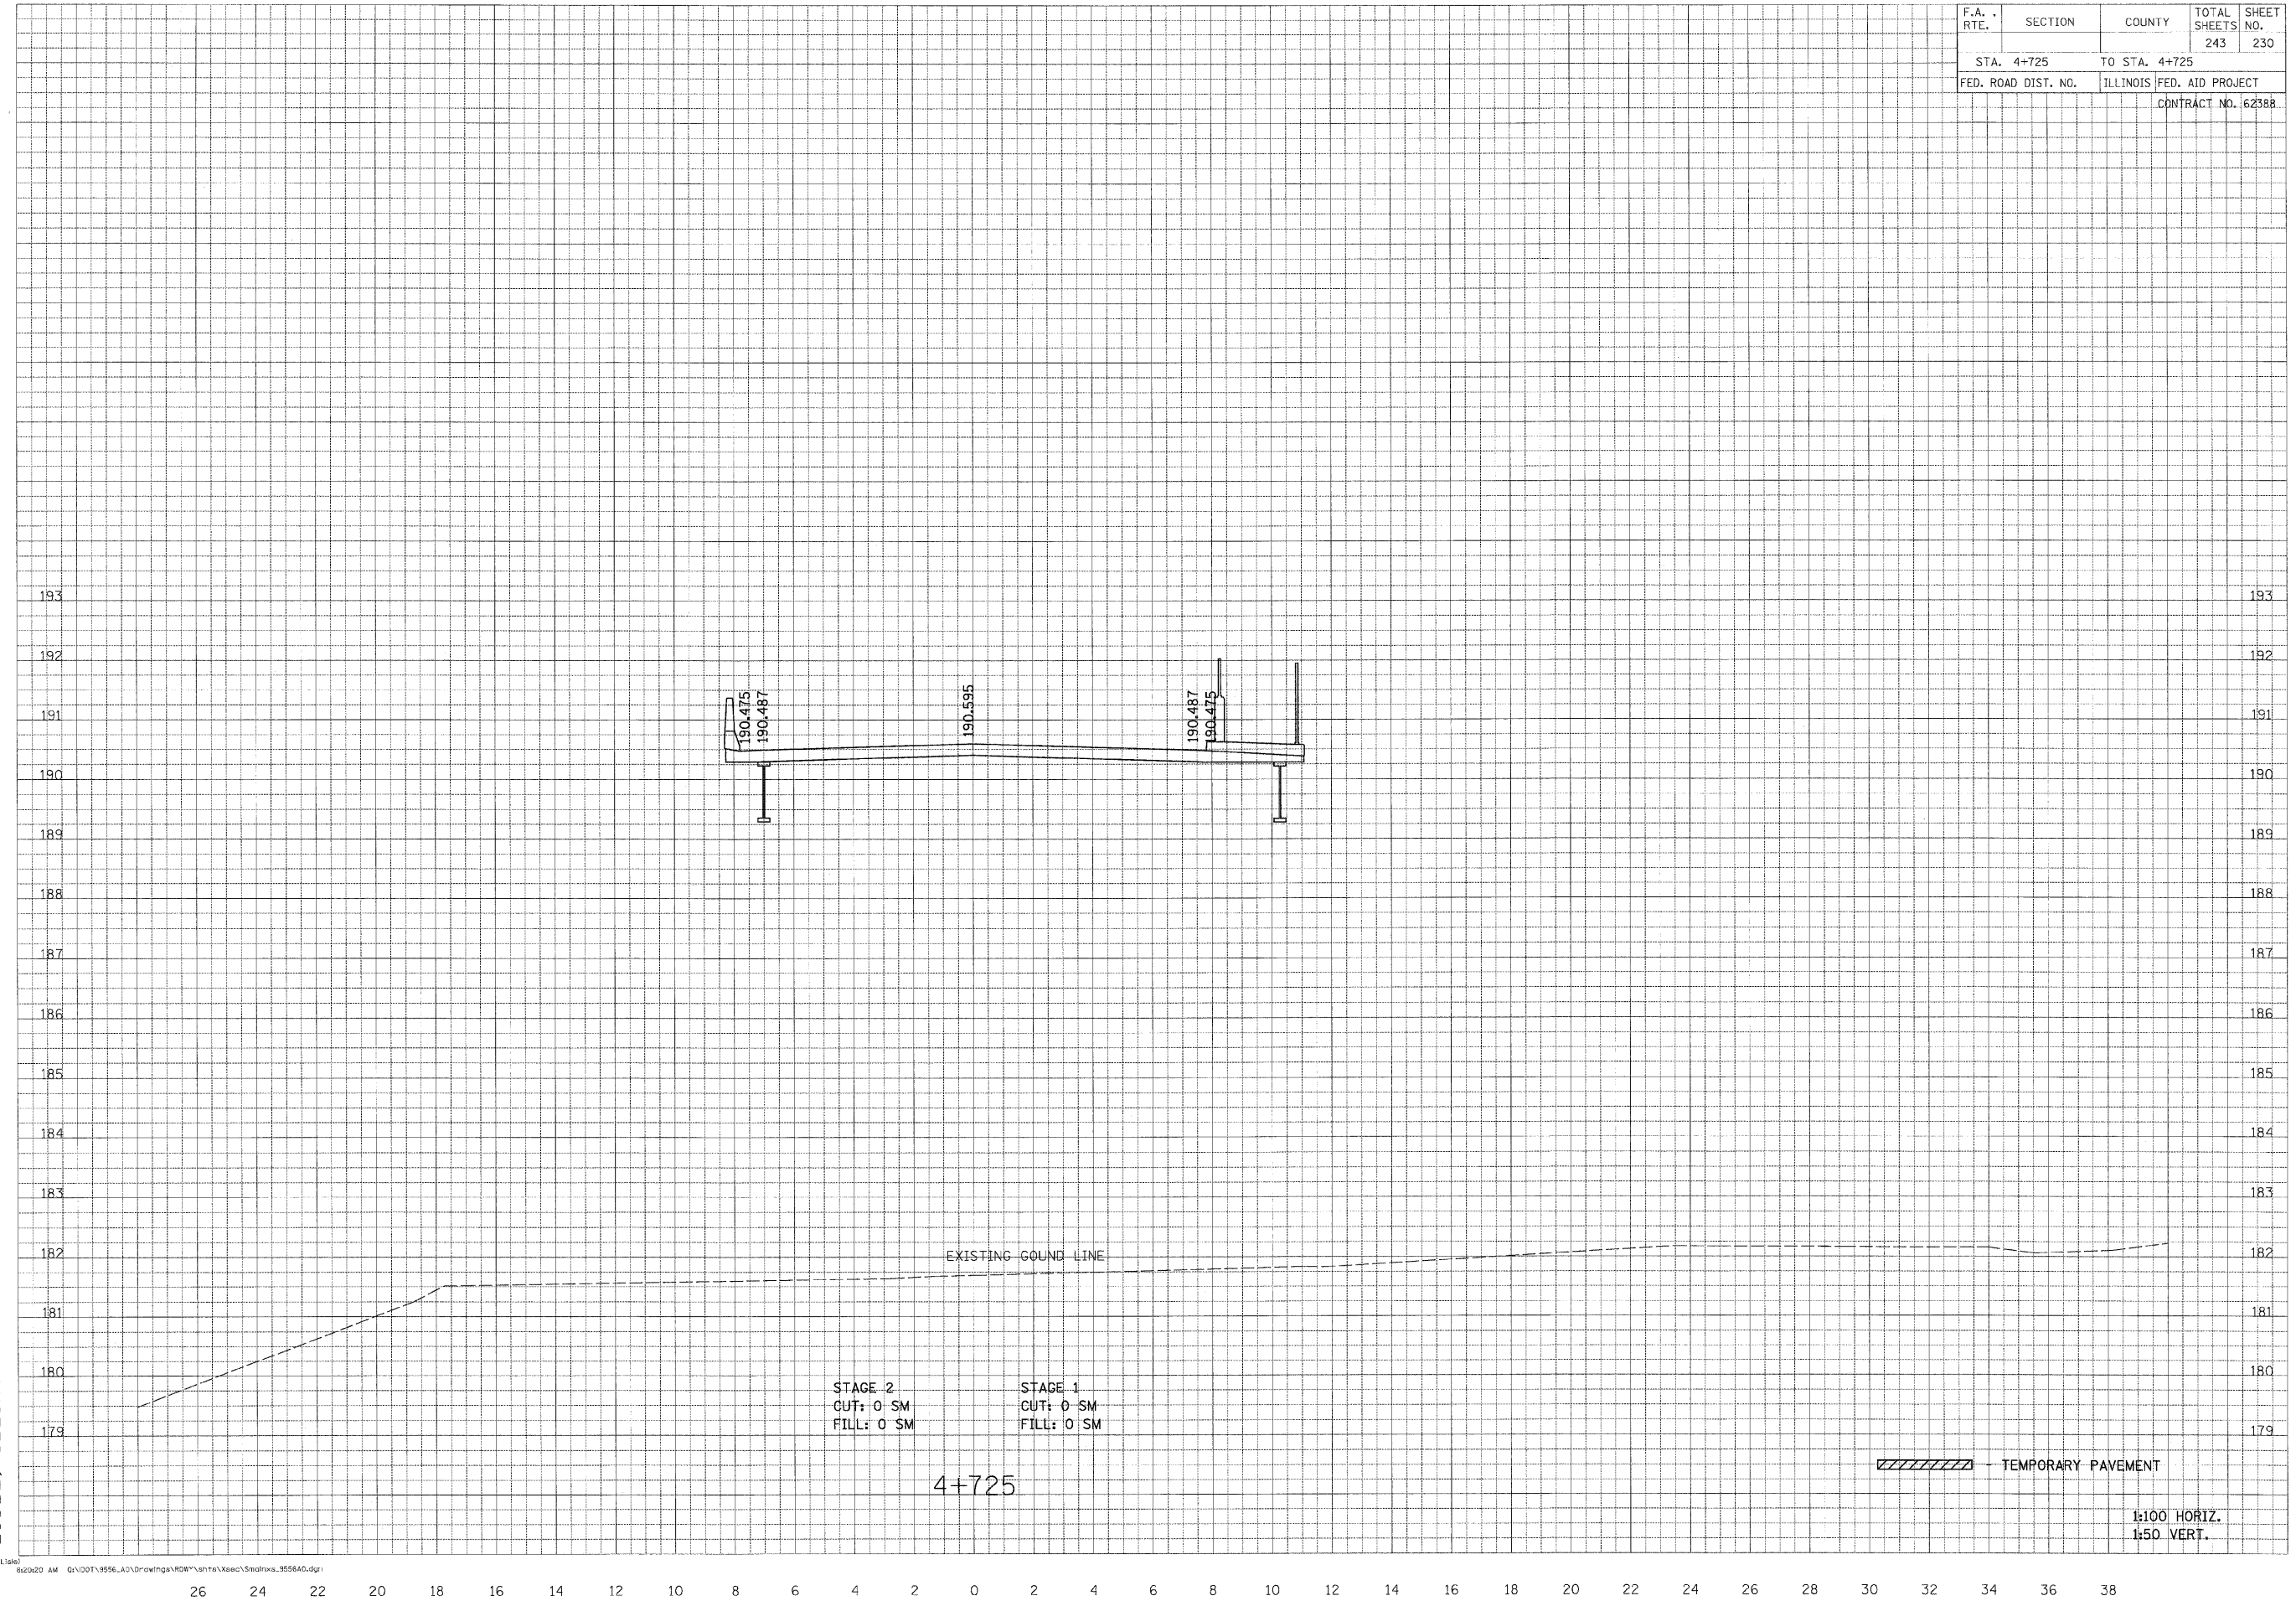 F.A. . RTE. SECTION COUNTY TOTAL SHEETS SHEET NO.
243 230
STA. 4+725 TO STA. 4+725
FED. ROAD DIST. NO. ILLINOIS FED. AID PROJECT
CONTRACT NO. 62388
193 193
192 192
190.475 190.487 190.595 190.487 190.475
191 191
190 190
189 189
188 188
187 187
186 186
185 185
184 184
183 183
182 EXISTING GOUND LINE 182
181 181
180 180
STAGE 2 STAGE 1
CUT: 0 SM CUT: 0 SM
FILL: 0 SM FILL: 0 SM
179 179
- TEMPORARY PAVEMENT
4+725
1:100 HORIZ.
1:50 VERT.
8:20:20 AM
26 24 20 18 16 14 12 10 8 6 4 2 0 2 4 6 8 10 12 14 16 18 20 22 24 26 28 30 32 34 36 38